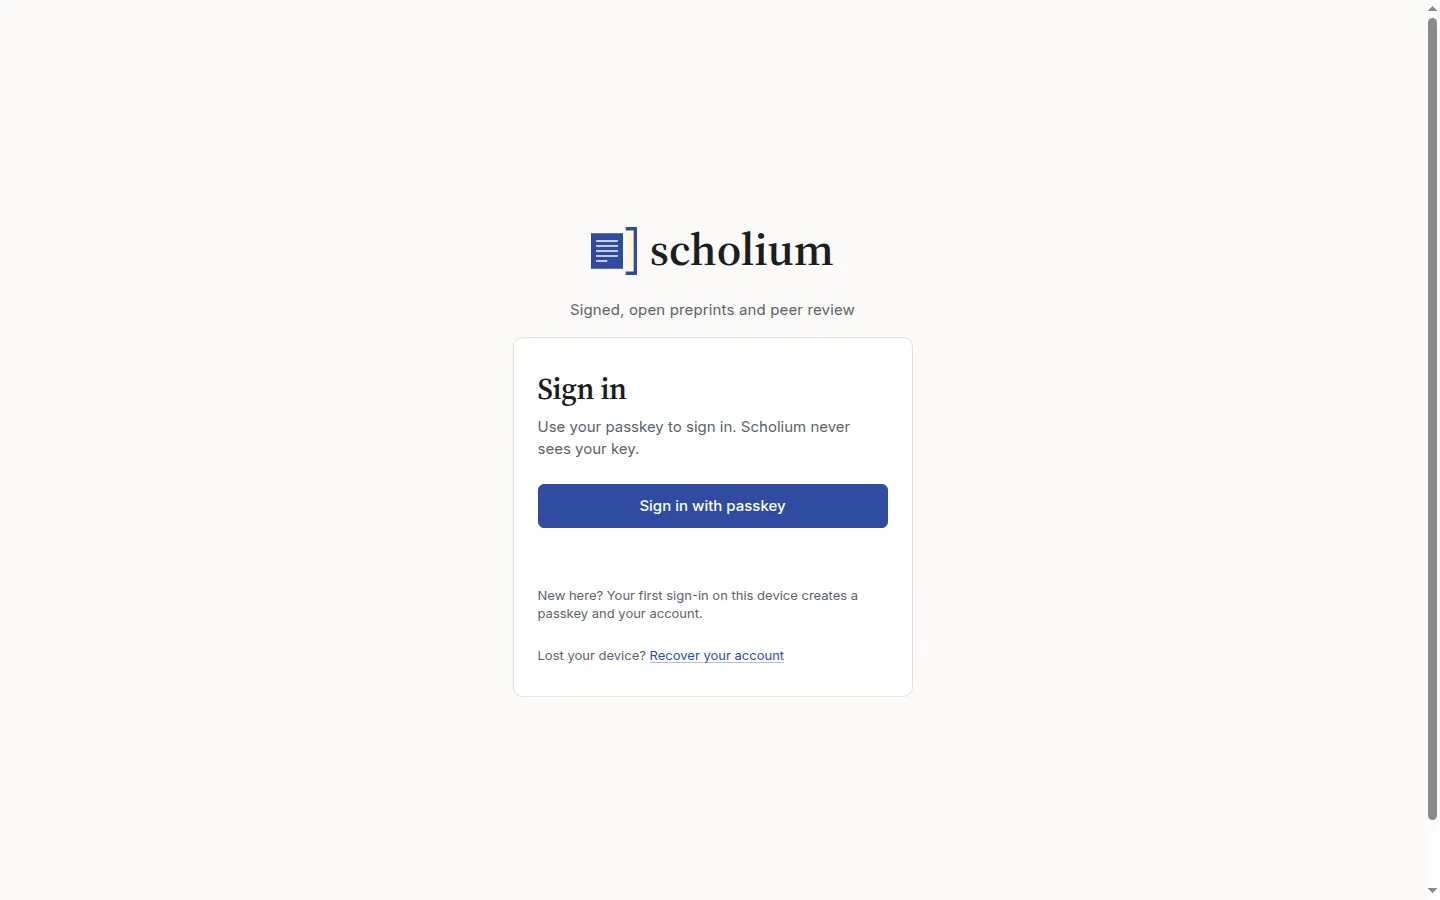 scholium
Signed, open preprints and peer review
Sign in
Use your passkey to sign in. Scholium never
sees your key.
Sign in with passkey
New here? Your first sign-in on this device creates a
passkey and your account.
Lost your device? Recover your account